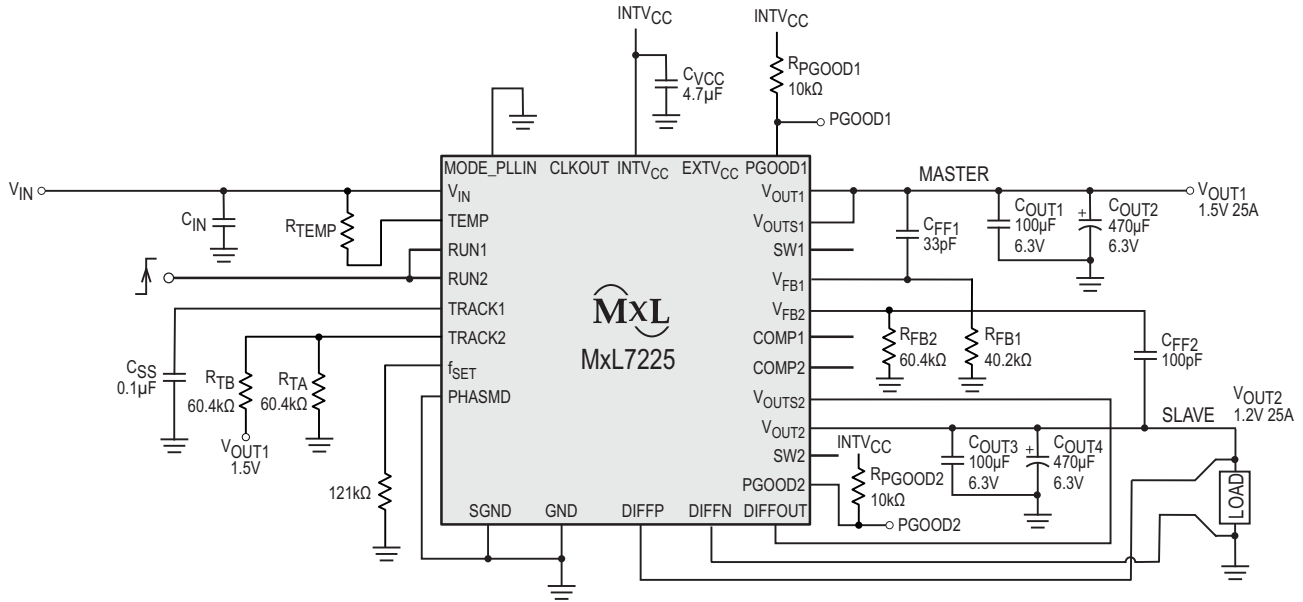 INTVCC
INTVCC
CVCC
4.7µF
RPGOOD1
10kΩ
PGOOD1
MODE_PLLIN CLKOUT INTVCC EXTVCC PGOOD1
VIN
CIN
RTEMP
VIN
TEMP
RUN1
RUN2
TRACK1
TRACK2
fSET
PHASMD
CSS
0.1µF
RTB
60.4kΩ
RTA
60.4kΩ
VOUT1
1.5V
121kΩ
MXL
MxL7225
SGND GND DIFFP DIFFN DIFFOUT
VOUT1
VOUTS1
SW1
VFB1
VFB2
COMP1
COMP2
VOUTS2
VOUT2
SW2
PGOOD2
MASTER
CFF1
33pF
COUT1
100µF
6.3V
+
COUT2
470µF
6.3V
VOUT1
1.5V 25A
RFB2
60.4kΩ
RFB1
40.2kΩ
CFF2
100pF
SLAVE
VOUT2
1.2V 25A
INTVCC
RPGOOD2
10kΩ
PGOOD2
COUT3
100µF
6.3V
+
COUT4
470µF
6.3V
LOAD